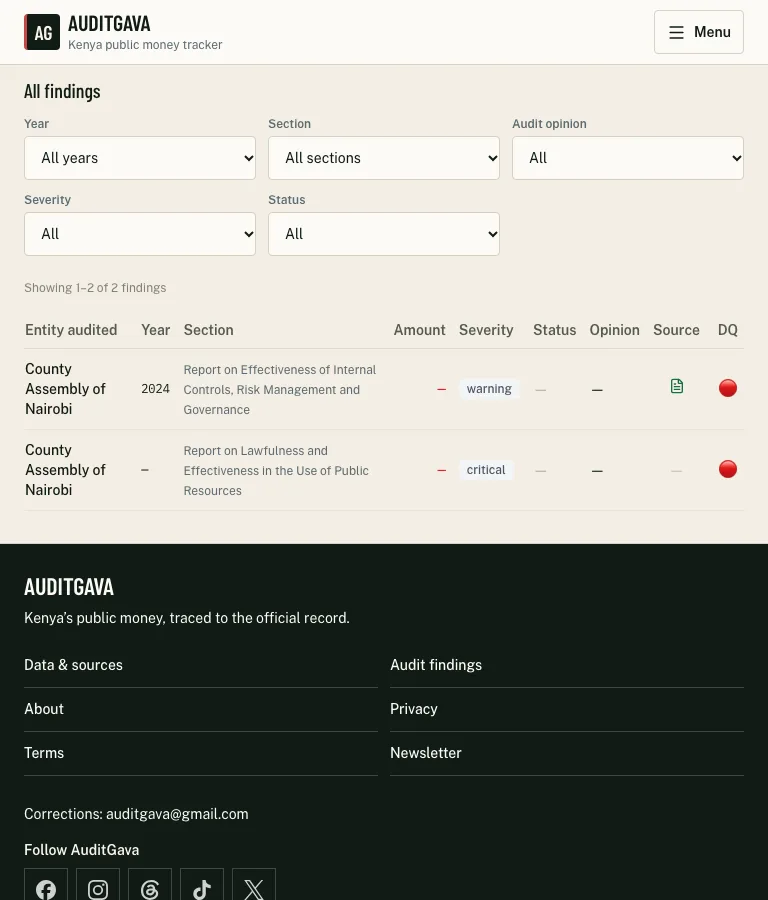 AG
AUDITGAVA
Kenya public money tracker
Menu
All findings
Year
Section
Audit opinion
All years
All sections
All
Severity
Status
All
All
Showing 1–2 of 2 findings
Entity audited Year Section Amount Severity Status Opinion Source DQ
County
Assembly of
Nairobi
2024
Report on Effectiveness of Internal
Controls, Risk Management and
Governance
—
warning
—
—
County
Assembly of
Nairobi
—
Report on Lawfulness and
Effectiveness in the Use of Public
Resources
—
critical
—
—
—
AUDITGAVA
Kenya’s public money, traced to the official record.
Data & sources
Audit findings
About
Privacy
Terms
Newsletter
Corrections: auditgava@gmail.com
Follow AuditGava